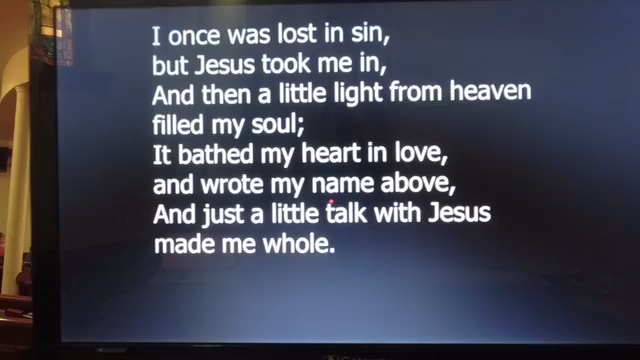 I once was lost in sin,
but Jesus took me in,
And then a little light from heaven
filled my soul;
It bathed my heart in love,
and wrote my name above,
And just a little talk with Jesus
made me whole.